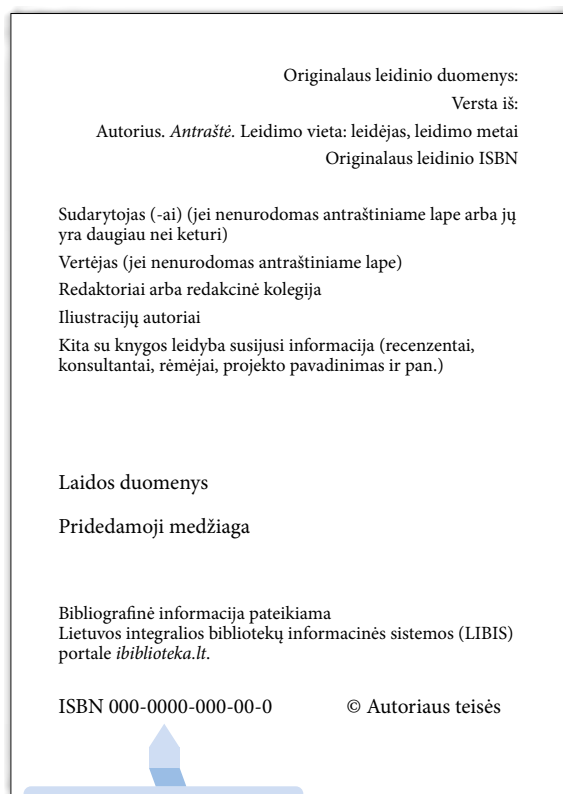 Originalaus leidinio duomenys:
Versta iš:
Autorius. Antraštė. Leidimo vieta: leidėjas, leidimo metai
Originalaus leidinio ISBN
Sudarytojas (-ai) (jei nenurodomas antraštiniame lape arba jų
yra daugiau nei keturi)
Vertėjas (jei nenurodomas antraštiniame lape)
Redaktoriai arba redakcinė kolegija
Iliustracijų autoriai
Kita su knygos leidyba susijusi informacija (recenzentai,
konsultantai, rėmėjai, projekto pavadinimas ir pan.)
Laidos duomenys
Pridedamoji medžiaga
Bibliografinė informacija pateikiama
Lietuvos integralios bibliotekų informacinės sistemos (LIBIS)
portale ibiblioteka.lt.
ISBN 000-0000-000-00-0 © Autoriaus teisės